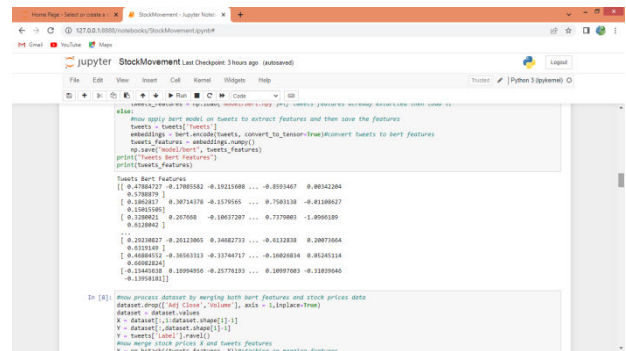 Home Page - Select or create a n
StockMovement - Jupyter Noteb
127.0.0.1:8888/notebooks/StockMovement.ipynb#
Gmail YouTube Maps
jupyter StockMovement Last Checkpoint: 3 hours ago (autosaved)
Logout
File Edit View Insert Cell Kernel Widgets Help
Trusted Python 3 (ipykernel)
Run Code
else:
#now apply bert model on tweets to extract features and then save the features
tweets = tweets['Tweets']
embeddings = bert.encode(tweets, convert_to_tensor=True)#convert tweets to bert features
tweets_features = embeddings.numpy()
np.save("model/bert", tweets_features)
print("Tweets Bert Features")
print(tweets_features)
Tweets Bert Features
[[ 0.47884727 -0.17085582 -0.19215608 ... -0.8593467 0.00342204
0.5788879 ]
[ 0.1862817 0.30714378 -0.1579565 ... 0.7503138 -0.01108627
0.15015505]
[ 0.3280021 0.267668 -0.10637207 ... 0.7379003 -1.0966189
0.6128042 ]
...
[ 0.29230827 -0.26123065 0.34682733 ... -0.6132838 0.20073664
0.6319149 ]
[ 0.46884552 -0.36563313 -0.33744717 ... -0.16026834 0.05245114
0.66982824]
[-0.15443638 0.16994956 -0.25776193 ... 0.10997603 -0.31039646
-0.13958181]]
In [8]: #now process dataset by merging both bert features and stock prices data
dataset.drop(['Adj Close','Volume'], axis = 1,inplace=True)
dataset = dataset.values
X = dataset[:,1:dataset.shape[1]-1]
Y = dataset[:,dataset.shape[1]-1]
Y = tweets['Label'].ravel()
#now merge stock prices X and tweets features